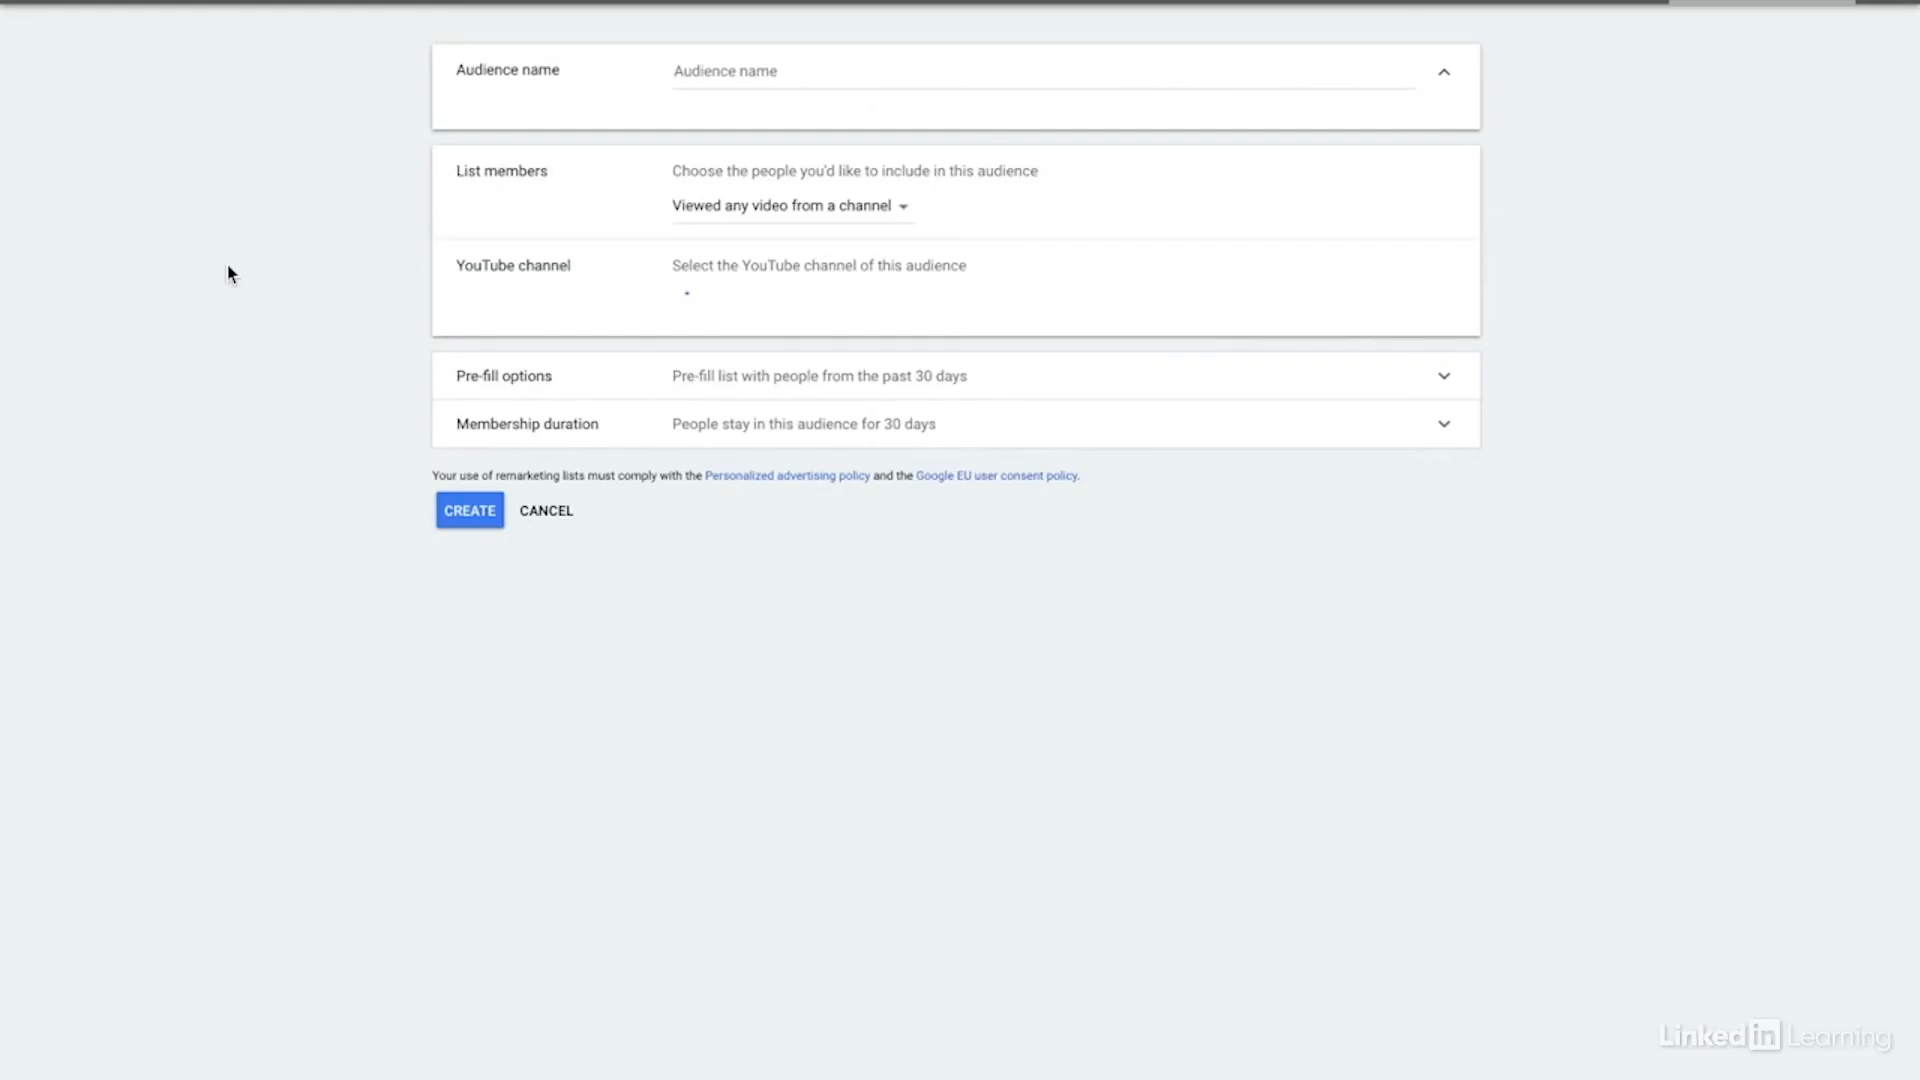 Audience name
Audience name
List members
Choose the people you'd like to include in this audience
Viewed any video from a channel
YouTube channel
Select the YouTube channel of this audience
Pre-fill options
Pre-fill list with people from the past 30 days
Membership duration
People stay in this audience for 30 days
Your use of remarketing lists must comply with the Personalized advertising policy and the Google EU user consent policy.
CREATE
CANCEL
Linked in Learning